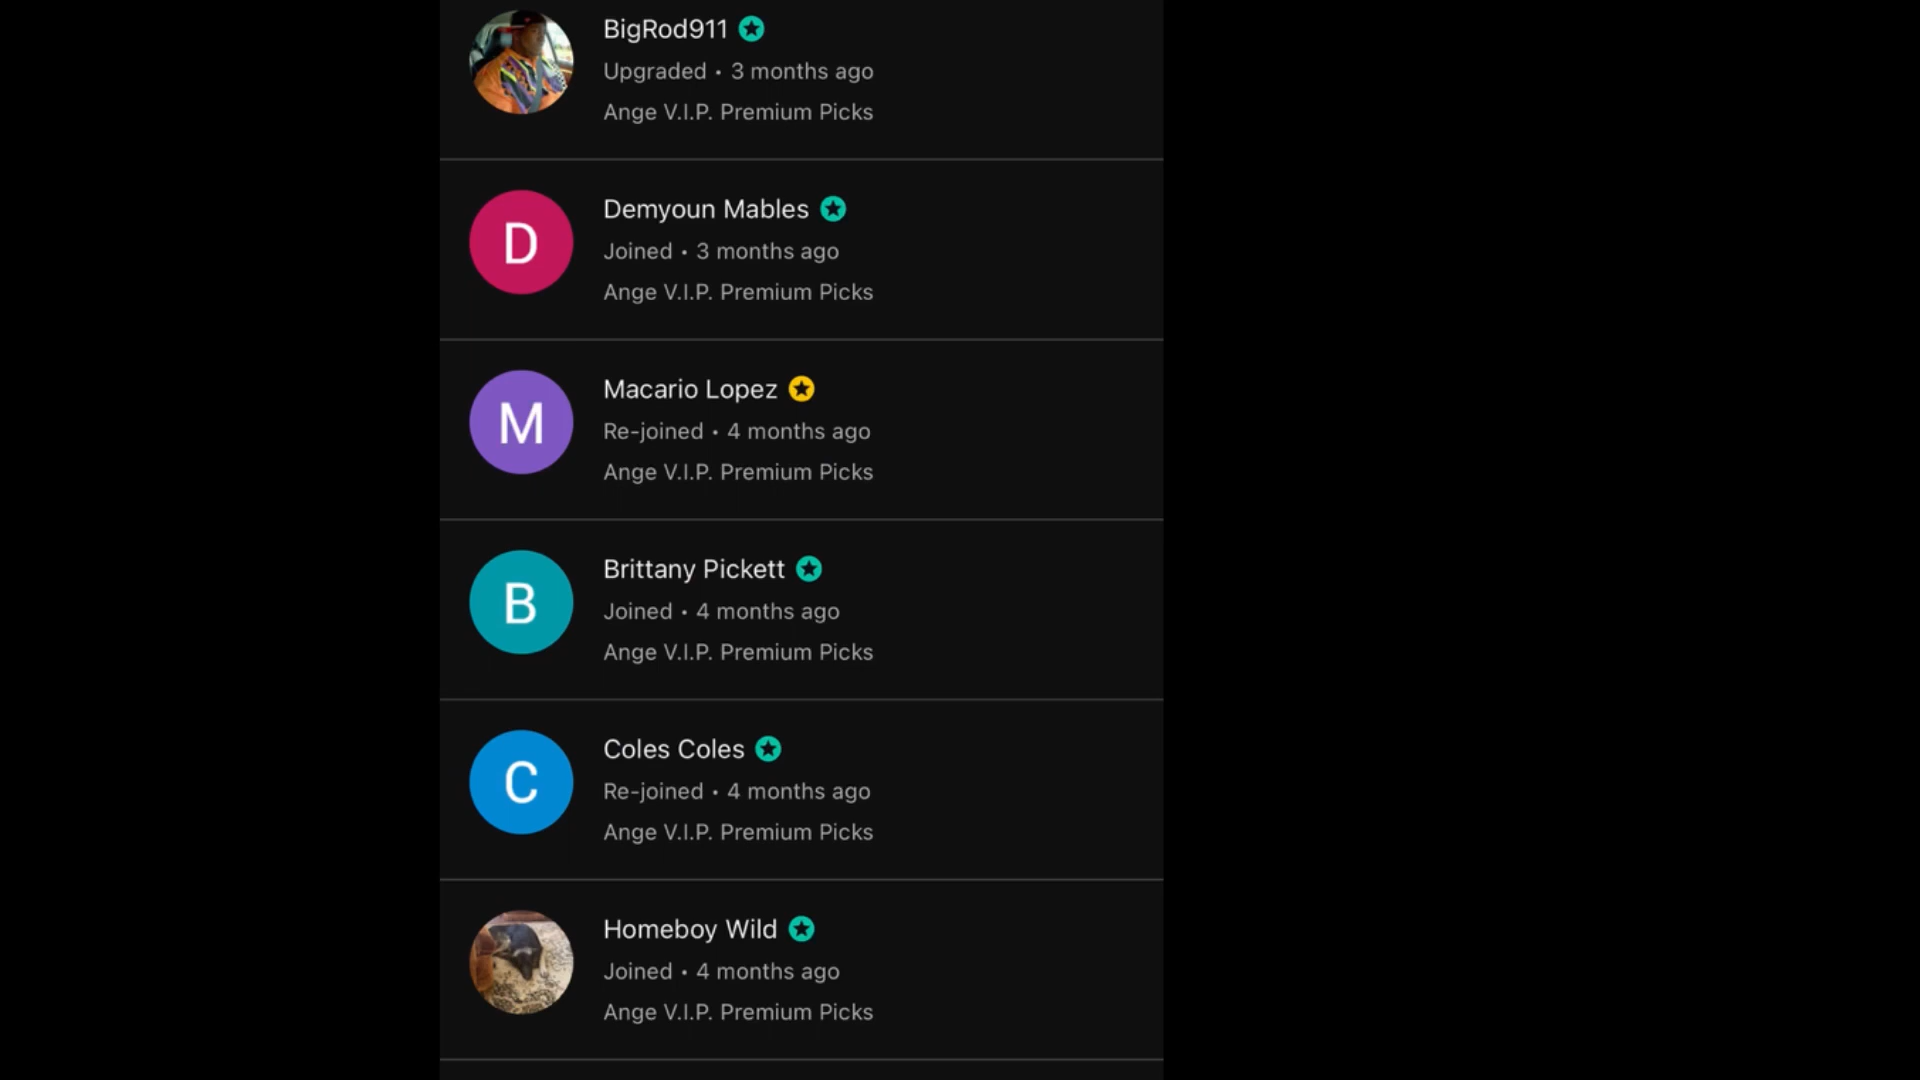 BigRod911
Upgraded • 3 months ago
Ange V.I.P. Premium Picks
D
Demyoun Mables
Joined • 3 months ago
Ange V.I.P. Premium Picks
M
Macario Lopez
Re-joined • 4 months ago
Ange V.I.P. Premium Picks
B
Brittany Pickett
Joined • 4 months ago
Ange V.I.P. Premium Picks
C
Coles Coles
Re-joined • 4 months ago
Ange V.I.P. Premium Picks
Homeboy Wild
Joined • 4 months ago
Ange V.I.P. Premium Picks